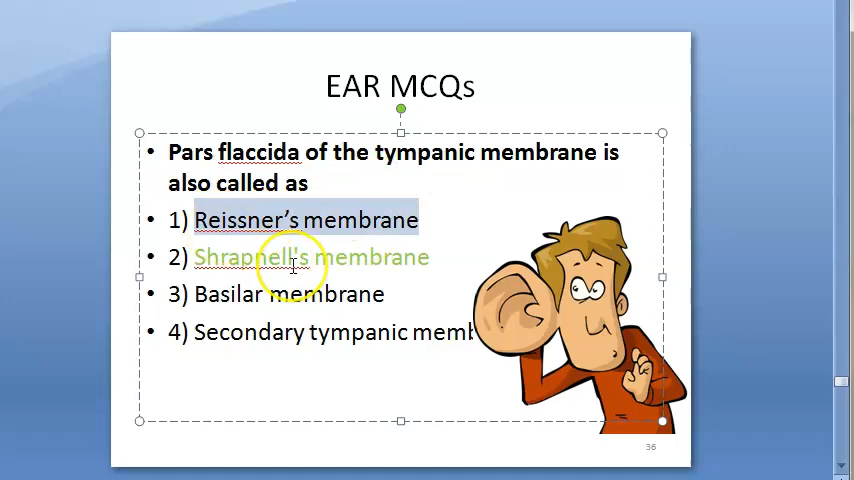 EAR MCQs
• Pars flaccida of the tympanic membrane is
also called as
• 1) Reissner’s membrane
• 2) Shrapnell's membrane
• 3) Basilar membrane
• 4) Secondary tympanic
36